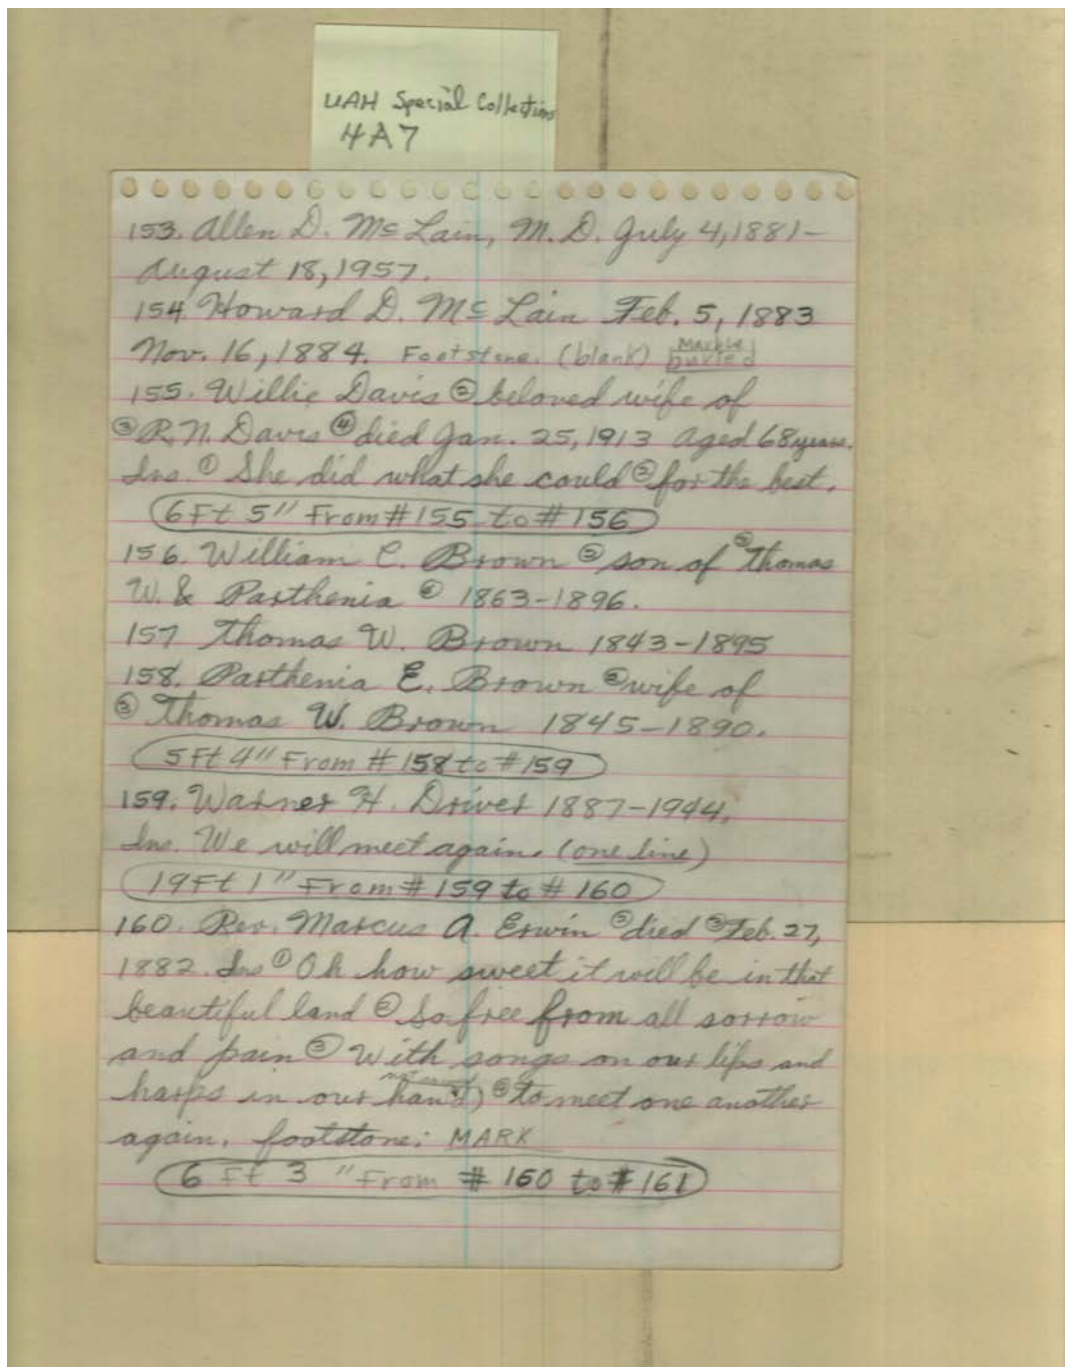 UAH Special Collections
4A7
153. Allen D. McLain, M.D. July 4, 1881-
August 18, 1957.
154. Howard D. McLain Feb. 5, 1883
Nov. 16, 1884. Footstone. (blank) Marble
buried
155. Willie Davis ② beloved wife of
③ R.N. Davis ④ died Jan. 25, 1913 aged 68 years.
Ins. ① She did what she could ② for the best.
6 Ft 5" From #155 to #156
156. William C. Brown ② son of ③ Thomas
W. & Parthenia ④ 1863-1896.
157 Thomas W. Brown 1843-1895
158. Parthenia E. Brown ② wife of
③ Thomas W. Brown 1845-1890.
5 Ft 4" From #158 to #159
159. Warner H. Driver 1887-1944.
Ins. We will meet again. (one line)
19 Ft 1" From #159 to #160
160. Rev. Marcus A. Erwin ② died ③ Feb. 27,
1882. Ins ① Oh how sweet it will be in that
beautiful land ② So free from all sorrow
and pain ③ With songs on our lips and
harps in our hand) ④ to meet one another
again. footstone: MARK
6 Ft 3" From #160 to #161